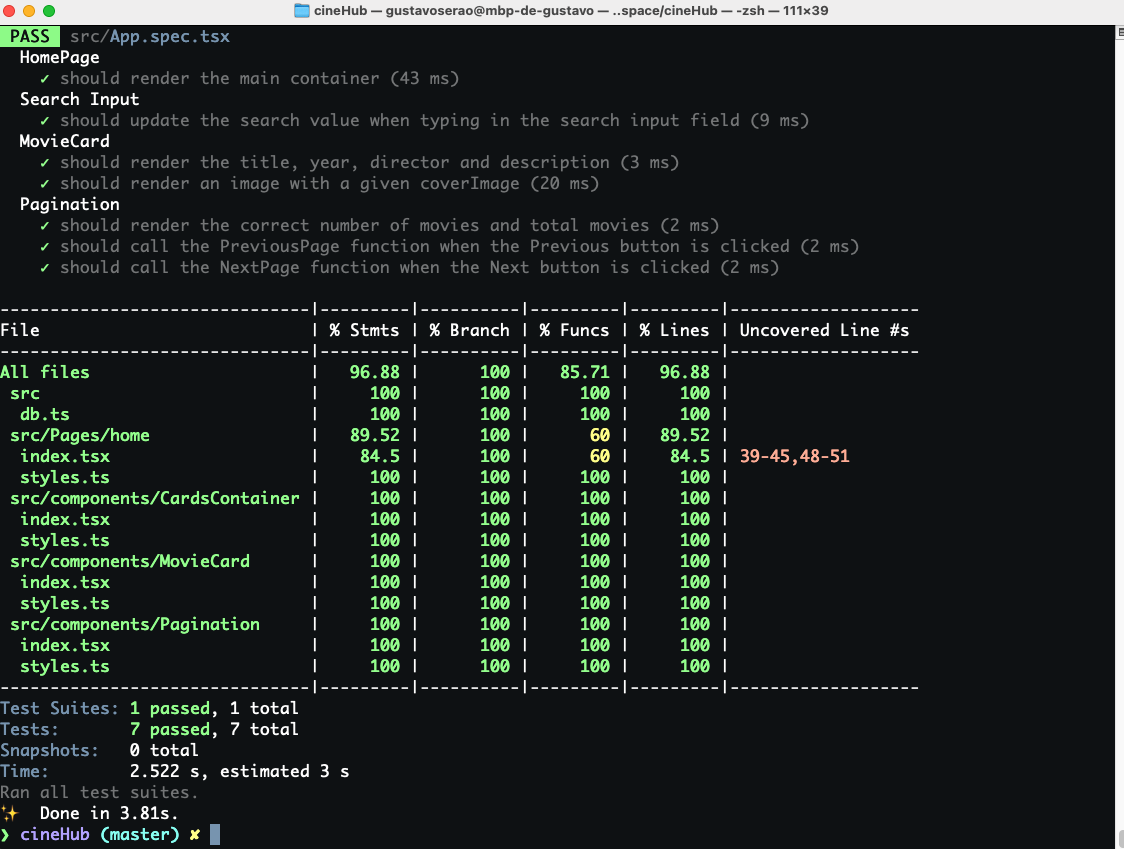 cineHub — gustavoserao@mbp-de-gustavo — ..space/cineHub — -zsh — 111×39
PASS src/App.spec.tsx
HomePage
✓ should render the main container (43 ms)
Search Input
✓ should update the search value when typing in the search input field (9 ms)
MovieCard
✓ should render the title, year, director and description (3 ms)
✓ should render an image with a given coverImage (20 ms)
Pagination
✓ should render the correct number of movies and total movies (2 ms)
✓ should call the PreviousPage function when the Previous button is clicked (2 ms)
✓ should call the NextPage function when the Next button is clicked (2 ms)
-------------------------------|---------|----------|---------|---------|-------------------
File | % Stmts | % Branch | % Funcs | % Lines | Uncovered Line #s
-------------------------------|---------|----------|---------|---------|-------------------
All files | 96.88 | 100 | 85.71 | 96.88 |
src | 100 | 100 | 100 | 100 |
db.ts | 100 | 100 | 100 | 100 |
src/Pages/home | 89.52 | 100 | 60 | 89.52 |
index.tsx | 84.5 | 100 | 60 | 84.5 | 39-45,48-51
styles.ts | 100 | 100 | 100 | 100 |
src/components/CardsContainer | 100 | 100 | 100 | 100 |
index.tsx | 100 | 100 | 100 | 100 |
styles.ts | 100 | 100 | 100 | 100 |
src/components/MovieCard | 100 | 100 | 100 | 100 |
index.tsx | 100 | 100 | 100 | 100 |
styles.ts | 100 | 100 | 100 | 100 |
src/components/Pagination | 100 | 100 | 100 | 100 |
index.tsx | 100 | 100 | 100 | 100 |
styles.ts | 100 | 100 | 100 | 100 |
-------------------------------|---------|----------|---------|---------|-------------------
Test Suites: 1 passed, 1 total
Tests: 7 passed, 7 total
Snapshots: 0 total
Time: 2.522 s, estimated 3 s
Ran all test suites.
✨ Done in 3.81s.
❯ cineHub (master) ✘